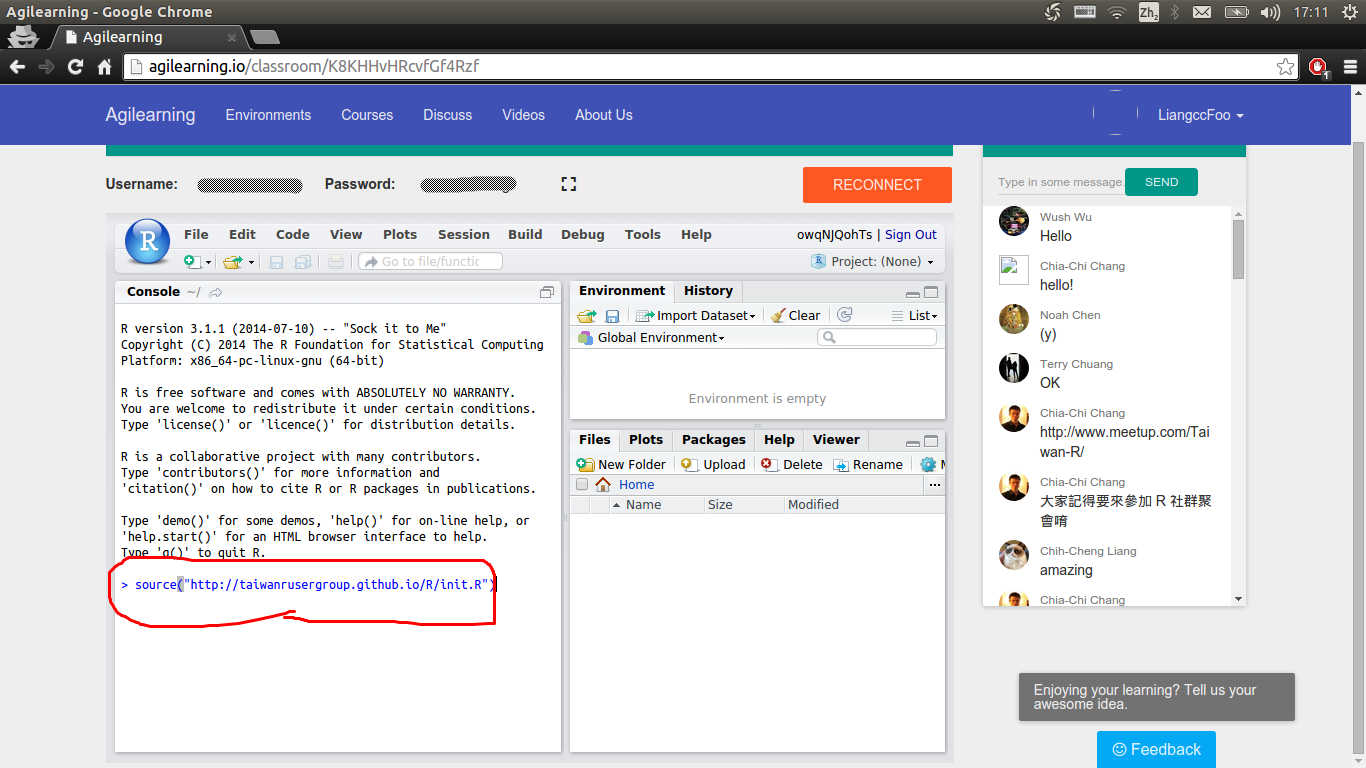 Agilearning - Google Chrome
Zh2
17:11
Agilearning
agilearning.io/classroom/K8KHHvHRcvfGf4Rzf
1
Agilearning Environments Courses Discuss Videos About Us LiangccFoo
Username: Password: RECONNECT
R File Edit Code View Plots Session Build Debug Tools Help owqNJQohTs | Sign Out
Go to file/functic
R Project: (None)
Console ~/
R version 3.1.1 (2014-07-10) -- "Sock it to Me"
Copyright (C) 2014 The R Foundation for Statistical Computing
Platform: x86_64-pc-linux-gnu (64-bit)
R is free software and comes with ABSOLUTELY NO WARRANTY.
You are welcome to redistribute it under certain conditions.
Type 'license()' or 'licence()' for distribution details.
R is a collaborative project with many contributors.
Type 'contributors()' for more information and
'citation()' on how to cite R or R packages in publications.
Type 'demo()' for some demos, 'help()' for on-line help, or
'help.start()' for an HTML browser interface to help.
Type 'q()' to quit R.
> source("http://taiwanrusergroup.github.io/R/init.R")
Environment History
Import Dataset Clear List
Global Environment
Environment is empty
Files Plots Packages Help Viewer
New Folder Upload Delete Rename M
Home ...
Name Size Modified
Type in some message. SEND
Wush Wu
Hello
Chia-Chi Chang
hello!
Noah Chen
(y)
Terry Chuang
OK
Chia-Chi Chang
http://www.meetup.com/Tai
wan-R/
Chia-Chi Chang
大家記得要來參加 R 社群聚
會唷
Chih-Cheng Liang
amazing
Chia-Chi Chang
Enjoying your learning? Tell us your
awesome idea.
Feedback